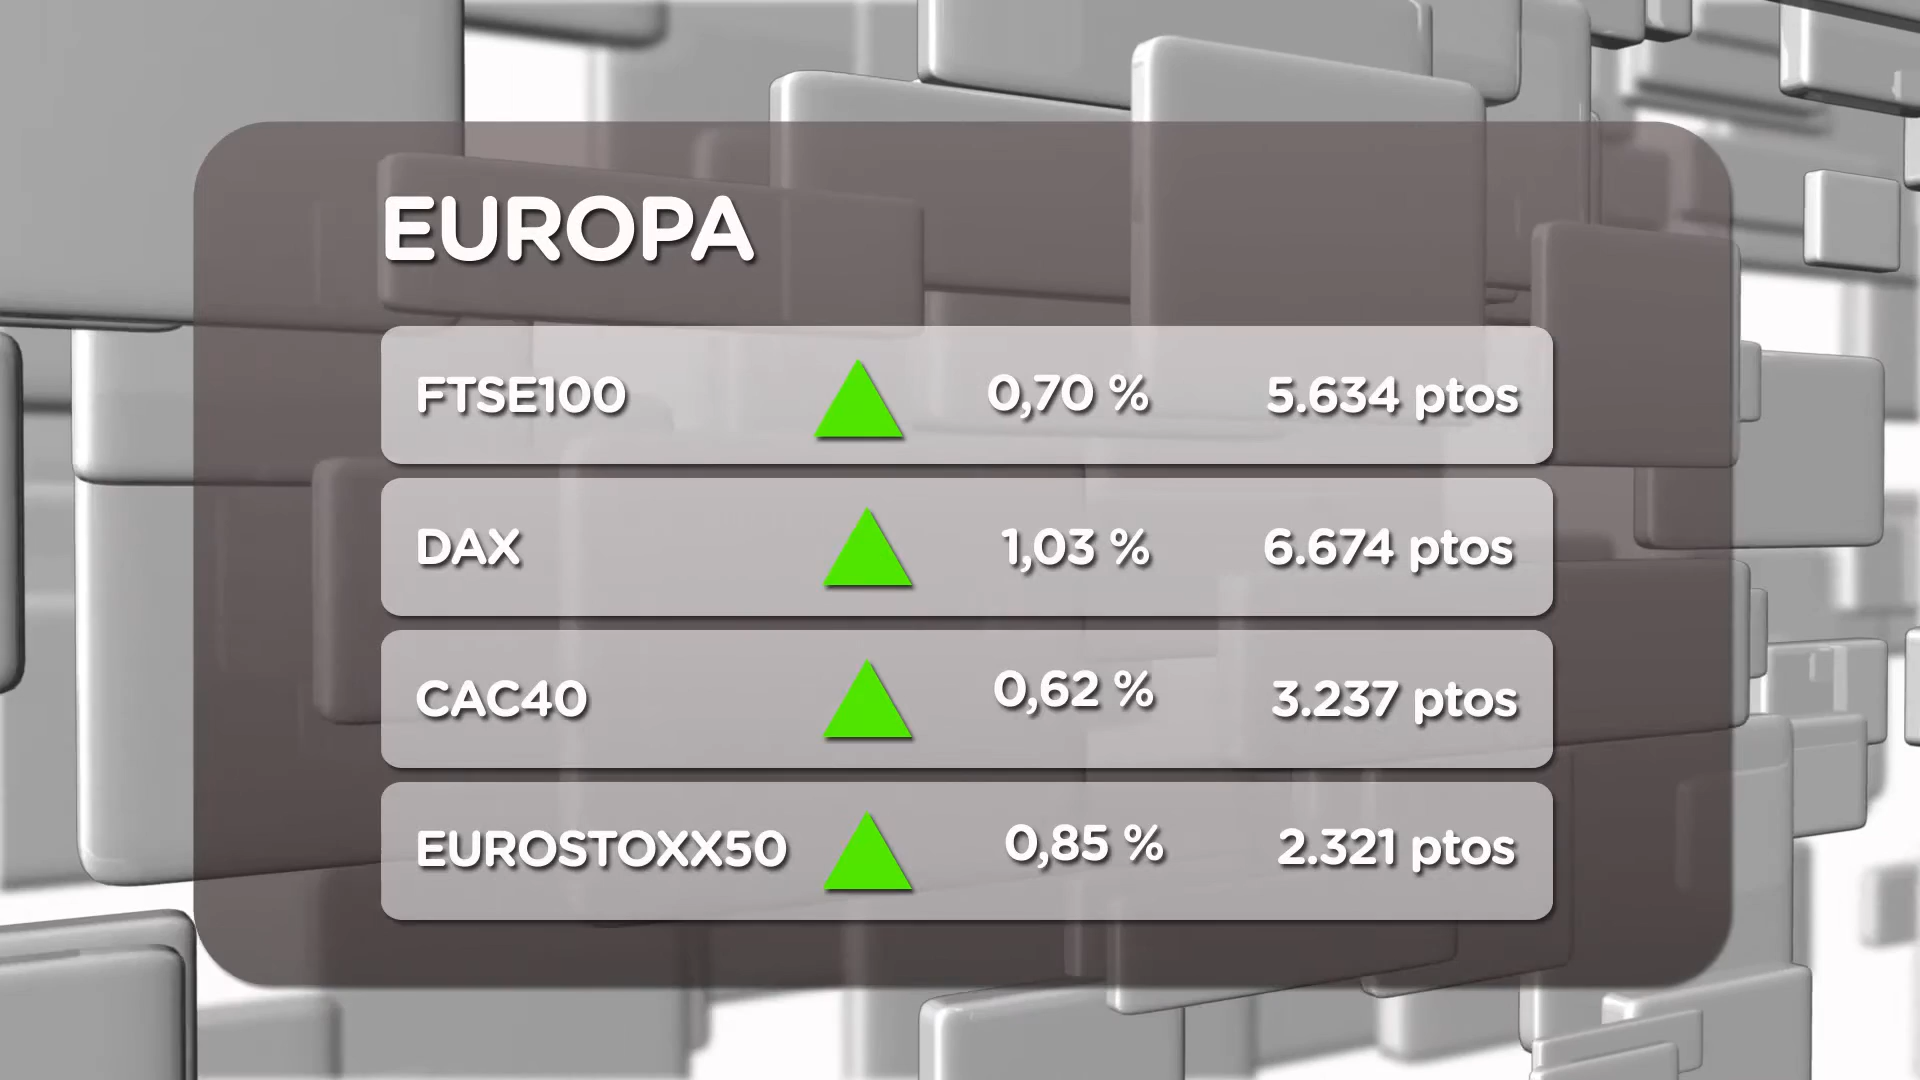 EUROPA
FTSE100 0,70 % 5.634 ptos
DAX 1,03 % 6.674 ptos
CAC40 0,62 % 3.237 ptos
EUROSTOXX50 0,85 % 2.321 ptos